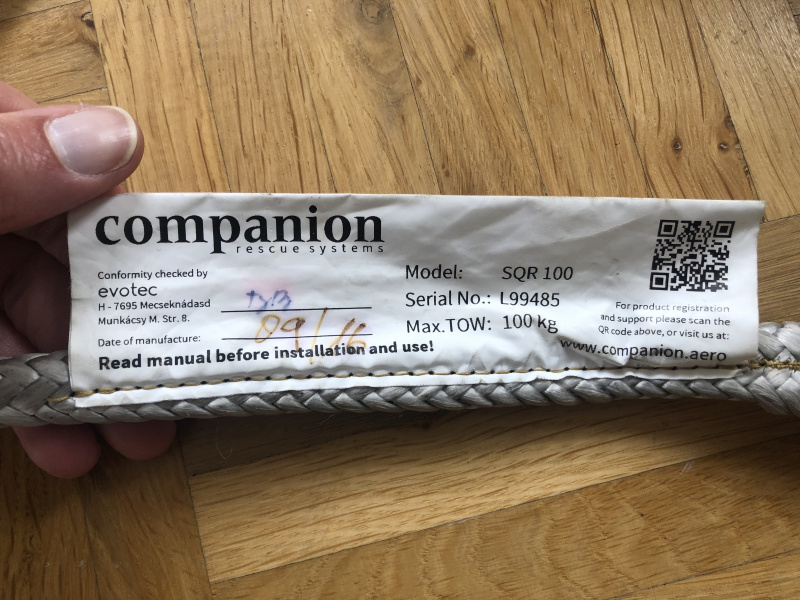 companion
rescue systems
Conformity checked by
evotec
H - 7695 Mecseknádasd
Munkácsy M. Str. 8.
Date of manufacture: 09/16
Read manual before installation and use!
Model: SQR 100
Serial No.: L99485
Max.TOW: 100 kg
For product registration
and support please scan the
QR code above, or visit us at:
www.companion.aero